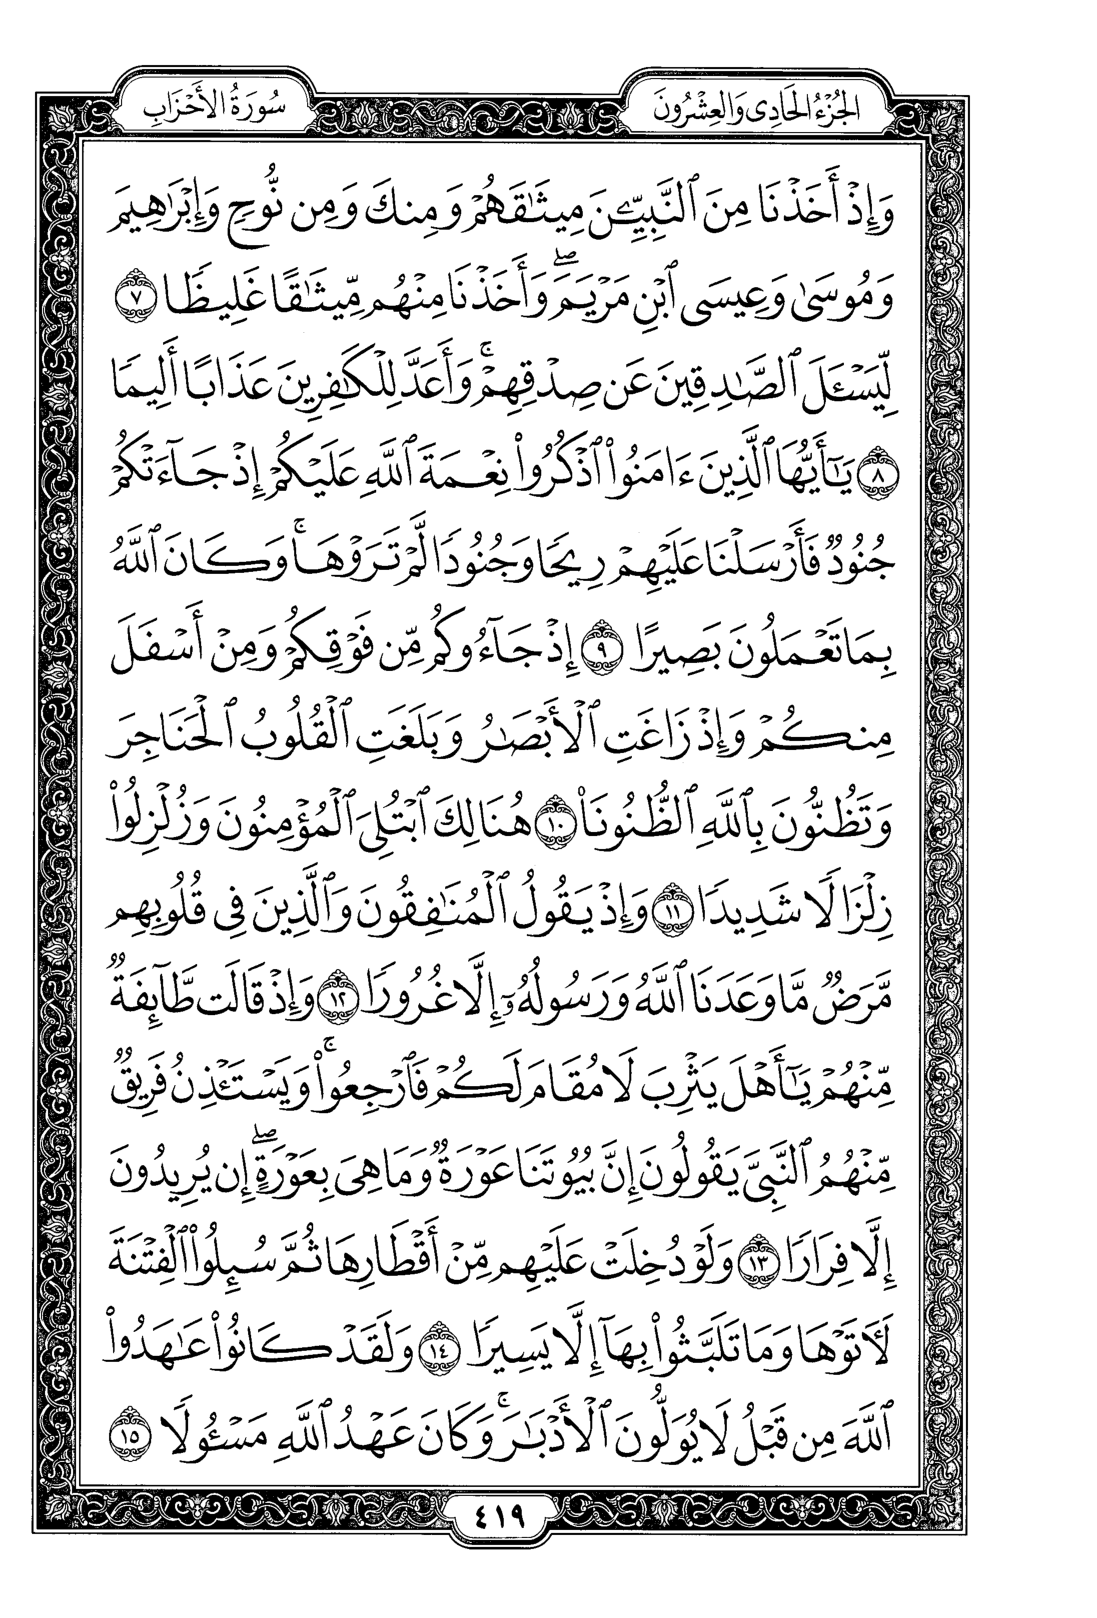 الجُزْءُ الحَادِي وَالعِشْرُونَ
سُورَةُ الأَحْزَابِ
وَإِذْ أَخَذْنَا مِنَ ٱلنَّبِيِّـۧنَ مِيثَٰقَهُمْ وَمِنكَ وَمِن نُّوحٍ وَإِبْرَٰهِيمَ
وَمُوسَىٰ وَعِيسَى ٱبْنِ مَرْيَمَۖ وَأَخَذْنَا مِنْهُم مِّيثَٰقًا غَلِيظًا ٧
لِّيَسْـَٔلَ ٱلصَّٰدِقِينَ عَن صِدْقِهِمْۚ وَأَعَدَّ لِلْكَٰفِرِينَ عَذَابًا أَلِيمًا
٨ يَٰٓأَيُّهَا ٱلَّذِينَ ءَامَنُوا۟ ٱذْكُرُوا۟ نِعْمَةَ ٱللَّهِ عَلَيْكُمْ إِذْ جَآءَتْكُمْ
جُنُودٌ فَأَرْسَلْنَا عَلَيْهِمْ رِيحًا وَجُنُودًا لَّمْ تَرَوْهَاۚ وَكَانَ ٱللَّهُ
بِمَا تَعْمَلُونَ بَصِيرًا ٩ إِذْ جَآءُوكُم مِّن فَوْقِكُمْ وَمِنْ أَسْفَلَ
مِنكُمْ وَإِذْ زَاغَتِ ٱلْأَبْصَٰرُ وَبَلَغَتِ ٱلْقُلُوبُ ٱلْحَنَاجِرَ
وَتَظُنُّونَ بِٱللَّهِ ٱلظُّنُونَا۠ ١٠ هُنَالِكَ ٱبْتُلِيَ ٱلْمُؤْمِنُونَ وَزُلْزِلُوا۟
زِلْزَالًا شَدِيدًا ١١ وَإِذْ يَقُولُ ٱلْمُنَٰفِقُونَ وَٱلَّذِينَ فِى قُلُوبِهِم
مَّرَضٌ مَّا وَعَدَنَا ٱللَّهُ وَرَسُولُهُۥٓ إِلَّا غُرُورًا ١٢ وَإِذْ قَالَت طَّآئِفَةٌ
مِّنْهُمْ يَٰٓأَهْلَ يَثْرِبَ لَا مُقَامَ لَكُمْ فَٱرْجِعُوا۟ۚ وَيَسْتَـْٔذِنُ فَرِيقٌ
مِّنْهُمُ ٱلنَّبِىَّ يَقُولُونَ إِنَّ بُيُوتَنَا عَوْرَةٌ وَمَا هِىَ بِعَوْرَةٍۖ إِن يُرِيدُونَ
إِلَّا فِرَارًا ١٣ وَلَوْ دُخِلَتْ عَلَيْهِم مِّنْ أَقْطَارِهَا ثُمَّ سُئِلُوا۟ ٱلْفِتْنَةَ
لَـَٔاتَوْهَا وَمَا تَلَبَّثُوا۟ بِهَآ إِلَّا يَسِيرًا ١٤ وَلَقَدْ كَانُوا۟ عَٰهَدُوا۟
ٱللَّهَ مِن قَبْلُ لَا يُوَلُّونَ ٱلْأَدْبَٰرَۚ وَكَانَ عَهْدُ ٱللَّهِ مَسْـُٔولًا ١٥
٤١٩